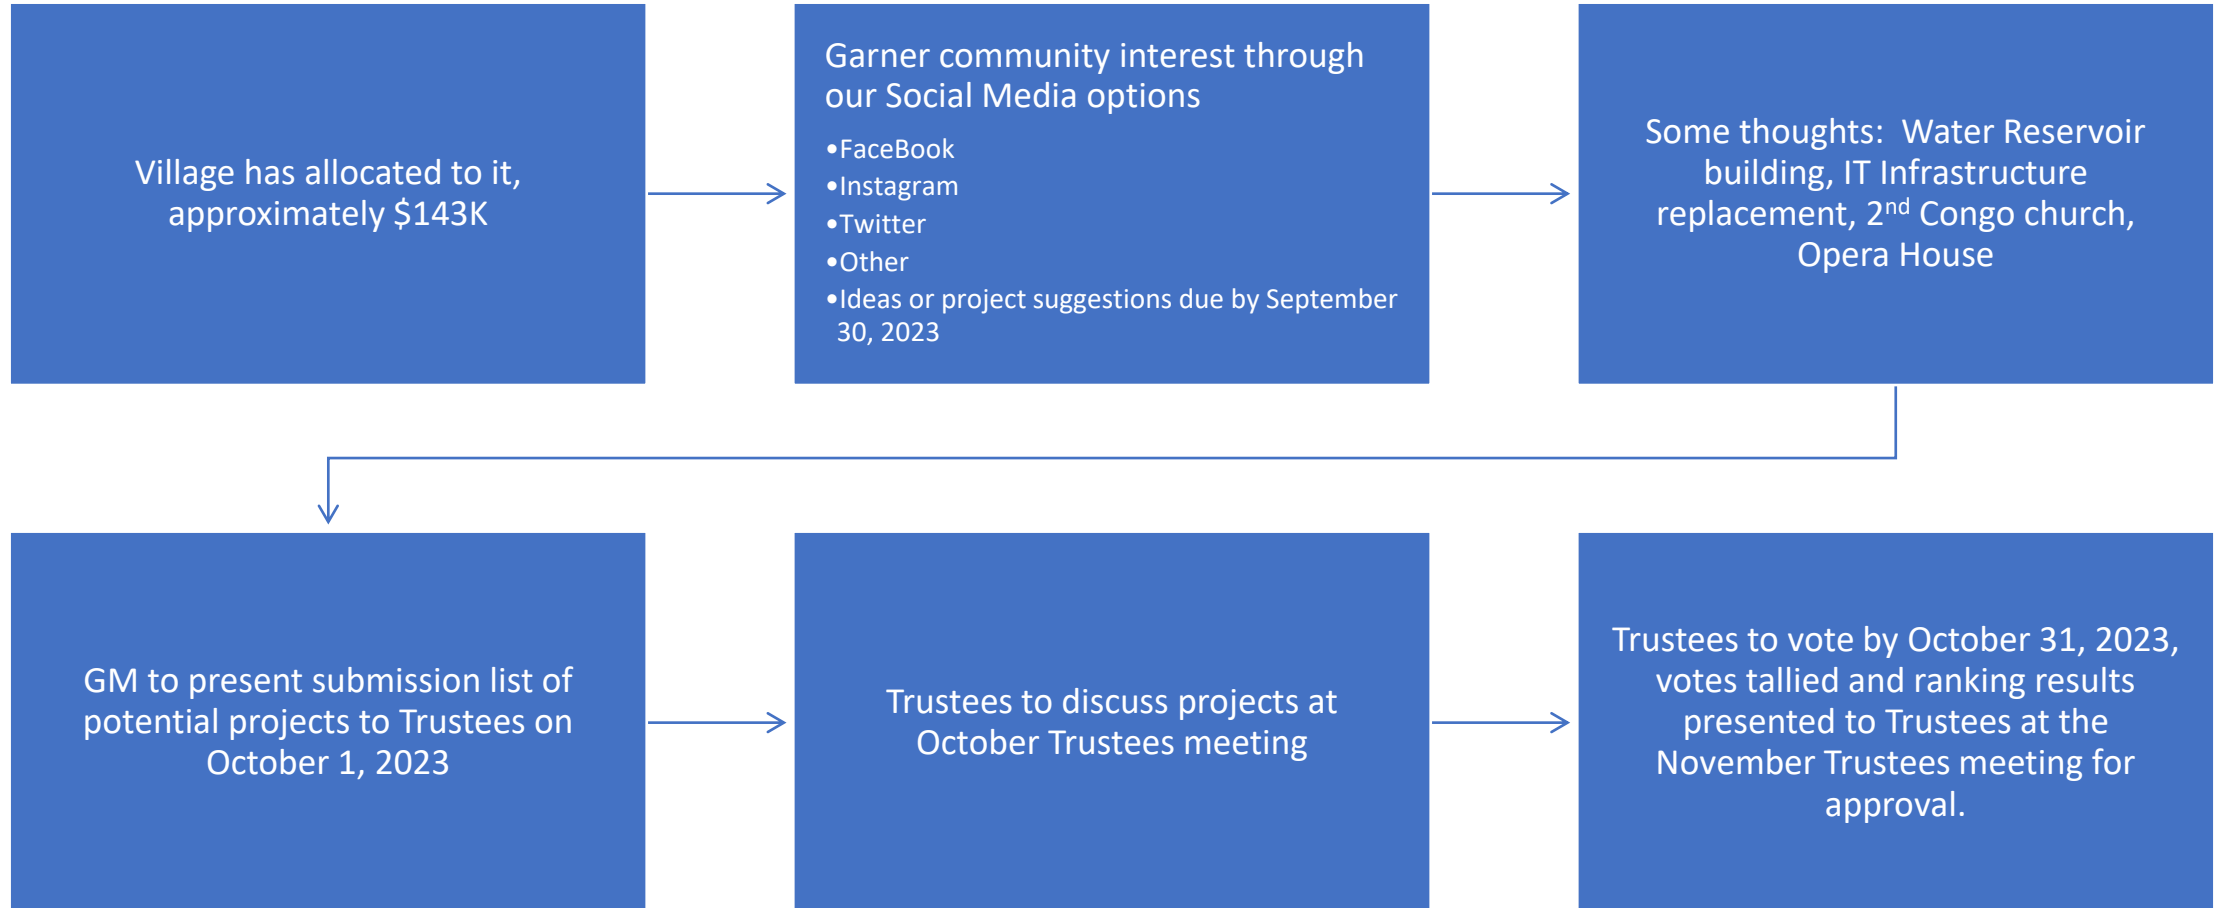 Village has allocated to it,
approximately $143K
Garner community interest through
our Social Media options
•FaceBook
•Instagram
•Twitter
•Other
•Ideas or project suggestions due by September
30, 2023
Some thoughts:  Water Reservoir
building, IT Infrastructure
replacement, 2nd Congo church,
Opera House
GM to present submission list of
potential projects to Trustees on
October 1, 2023
Trustees to discuss projects at
October Trustees meeting
Trustees to vote by October 31, 2023,
votes tallied and ranking results
presented to Trustees at the
November Trustees meeting for
approval.